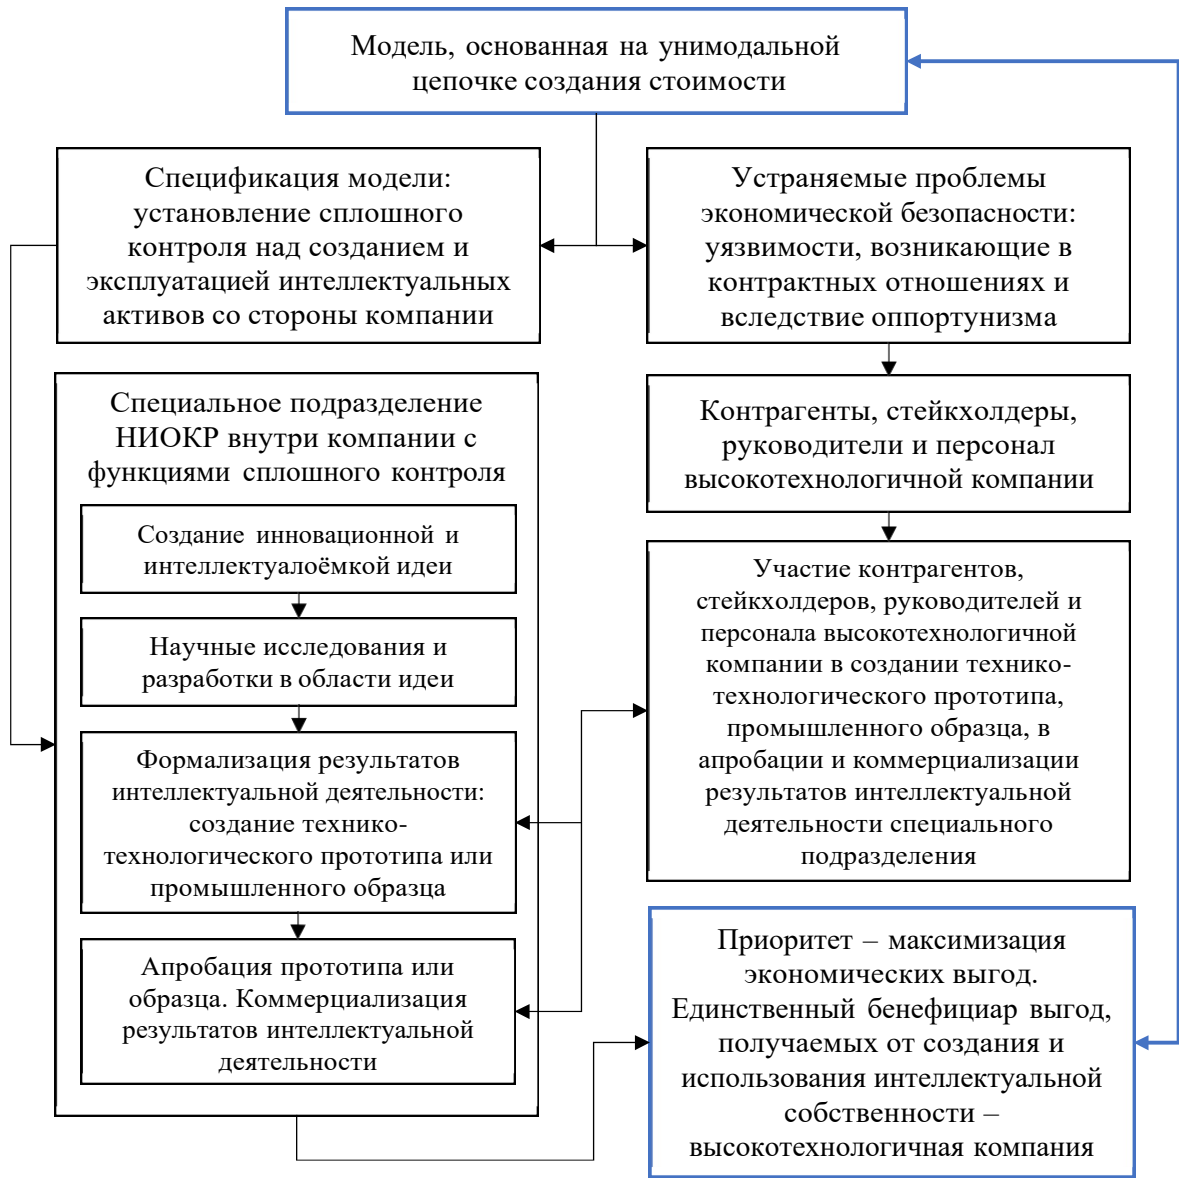 Модель, основанная на унимодальной
цепочке создания стоимости
Спецификация модели:
установление сплошного
контроля над созданием и
эксплуатацией интеллектуальных
активов со стороны компании
Устраняемые проблемы
экономической безопасности:
уязвимости, возникающие в
контрактных отношениях и
вследствие оппортунизма
Специальное подразделение
НИОКР внутри компании с
функциями сплошного контроля
Создание инновационной и
интеллектуалоёмкой идеи
Научные исследования и
разработки в области идеи
Формализация результатов
интеллектуальной деятельности:
создание технико-
технологического прототипа или
промышленного образца
Апробация прототипа или
образца. Коммерциализация
результатов интеллектуальной
деятельности
Контрагенты, стейкхолдеры,
руководители и персонал
высокотехнологичной компании
Участие контрагентов,
стейкхолдеров, руководителей и
персонала высокотехнологичной
компании в создании технико-
технологического прототипа,
промышленного образца, в
апробации и коммерциализации
результатов интеллектуальной
деятельности специального
подразделения
Приоритет – максимизация
экономических выгод.
Единственный бенефициар выгод,
получаемых от создания и
использования интеллектуальной
собственности –
высокотехнологичная компания